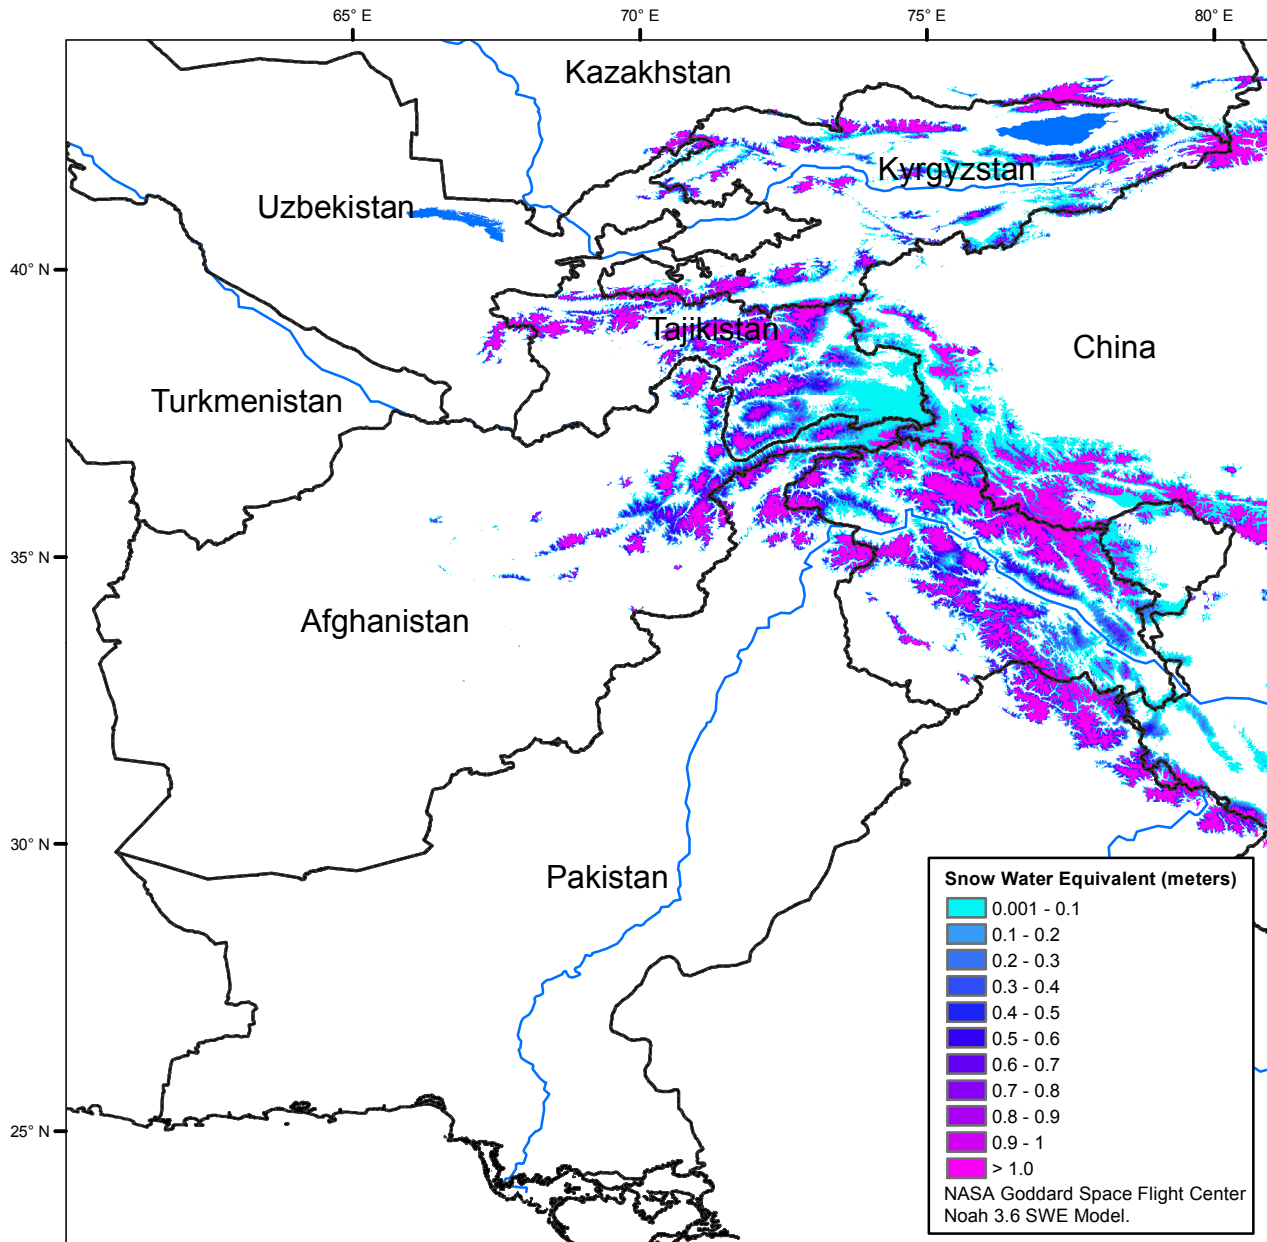 65° E
70° E
75° E
80° E
Kazakhstan
Kyrgyzstan
Uzbekistan
40° N
Tajikistan
China
Turkmenistan
35° N
Afghanistan
30° N
Pakistan
25° N
Snow Water Equivalent (meters)
0.001 - 0.1
0.1 - 0.2
0.2 - 0.3
0.3 - 0.4
0.4 - 0.5
0.5 - 0.6
0.6 - 0.7
0.7 - 0.8
0.8 - 0.9
0.9 - 1
> 1.0
NASA Goddard Space Flight Center
Noah 3.6 SWE Model.